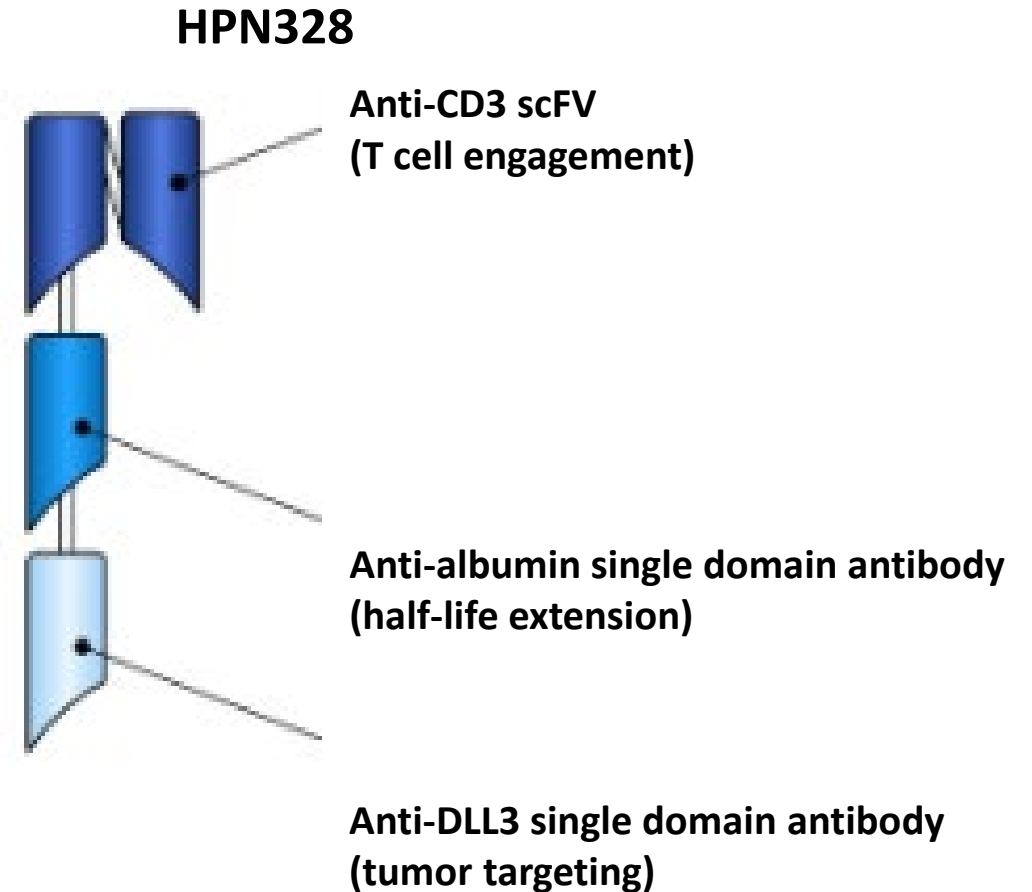 HPN328
Anti-CD3 scFV
(T cell engagement)
Anti-albumin single domain antibody
(half-life extension)
Anti-DLL3 single domain antibody
(tumor targeting)